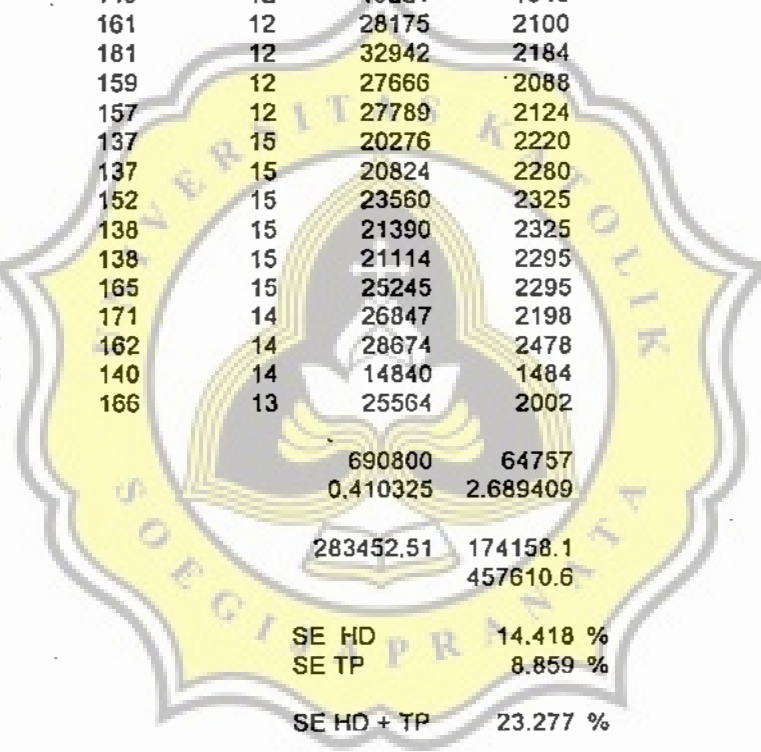 161 12 28175 2100
181 12 32942 2184
159 12 27666 2088
157 12 27789 2124
137 15 20276 2220
137 15 20824 2280
152 15 23560 2325
138 15 21390 2325
138 15 21114 2295
165 15 25245 2295
171 14 26847 2198
162 14 28674 2478
140 14 14840 1484
166 13 25564 2002
690800 64757
0.410325 2.689409
283452,51 174158.1
457610.6
SE HD 14.418 %
SE TP 8.859 %
SE HD + TP 23.277 %
UNIVERSITAS KATOLIK
SOEGIJAPRANATA